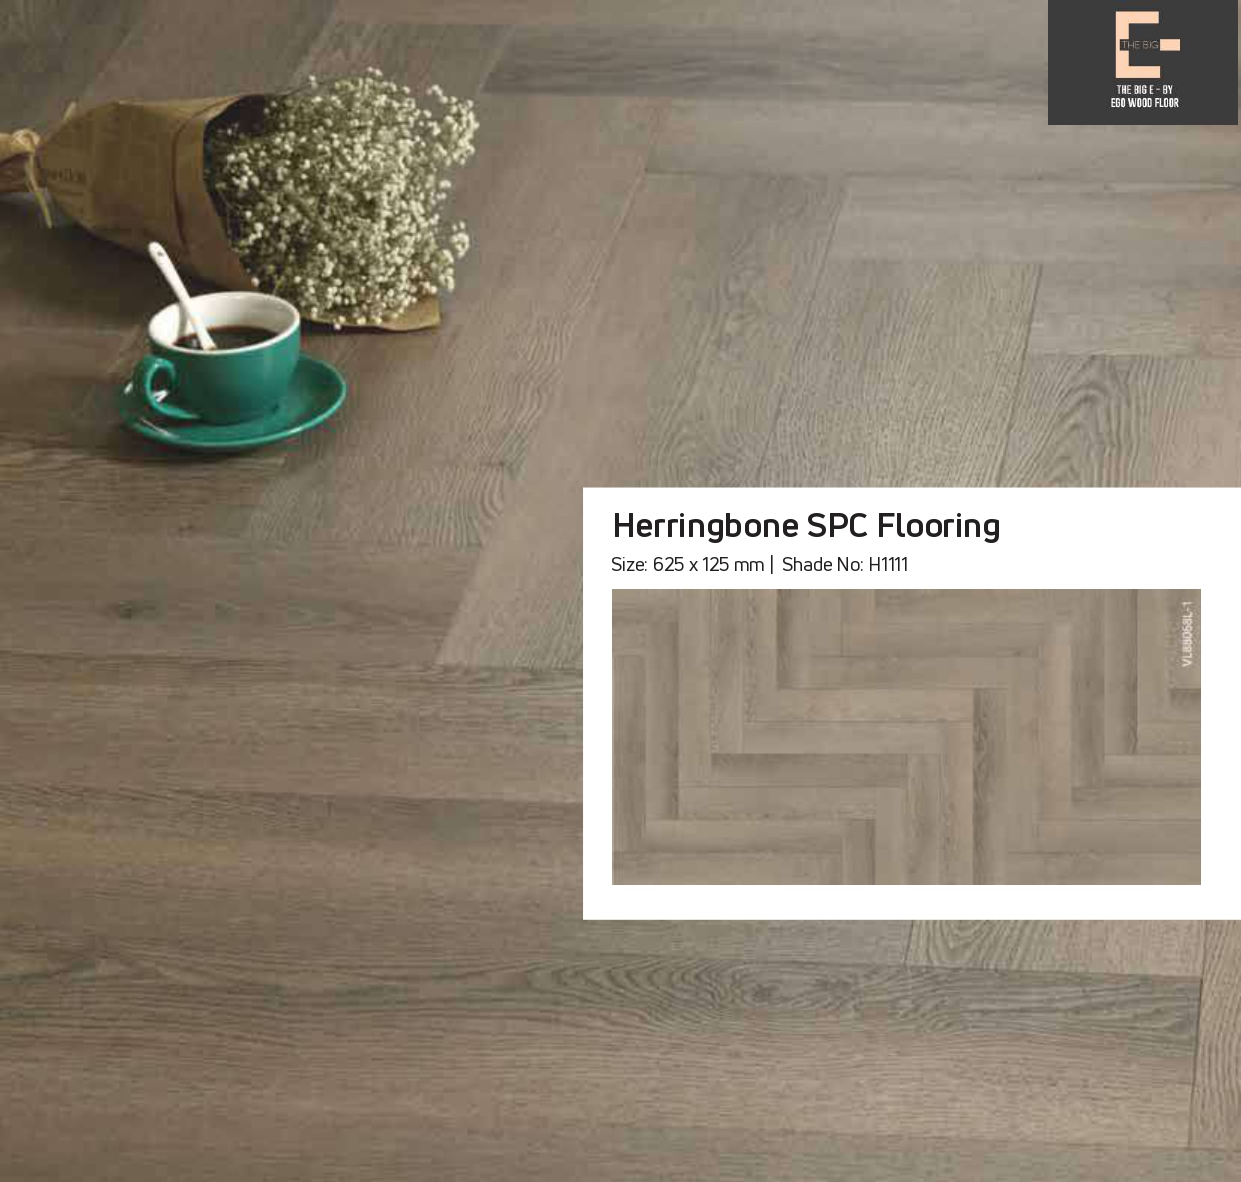 THE BIG
THE BIG E - BY
EGO WOOD FLOOR
Herringbone SPC Flooring
Size: 625 x 125 mm | Shade No: H1111
VL88068L-1